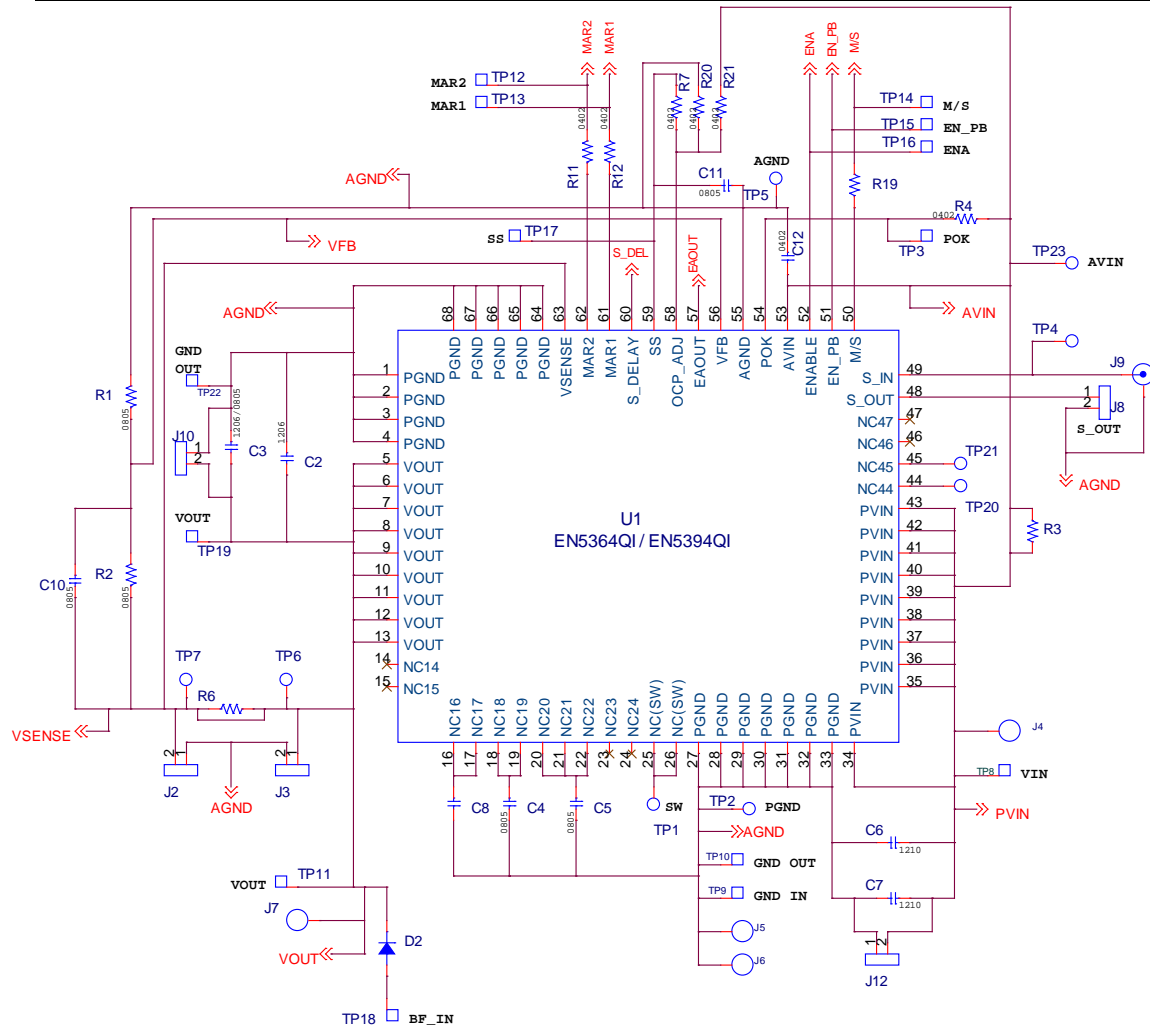 MAR2
MAR1
ENA
EN_PB
M/S
MAR2 TP12
MAR1 TP13
0402
0402
R11
R12
R7
R20
R21
0402
0402
0402
TP14 M/S
TP15 EN_PB
TP16 ENA
R19
AGND
AGND
C11
0805
TP5
R4
0402
TP3 POK
SS TP17
VFB
S_DEL
EAOUT
C12
0402
TP23 AVIN
AVIN
AGND
68 67 66 65 64 63 62 61 60 59 58 57 56 55 54 53 52 51 50
PGND PGND PGND PGND PGND VSENSE MAR2 MAR1 S_DELAY SS OCP_ADJ EAOUT VFB AGND POK AVIN ENABLE EN_PB M/S
U1
EN5364QI / EN5394QI
1 PGND
2 PGND
3 PGND
4 PGND
5 VOUT
6 VOUT
7 VOUT
8 VOUT
9 VOUT
10 VOUT
11 VOUT
12 VOUT
13 VOUT
14 NC14
15 NC15
S_IN 49
S_OUT 48
NC47 47
NC46 46
NC45 45
NC44 44
PVIN 43
PVIN 42
PVIN 41
PVIN 40
PVIN 39
PVIN 38
PVIN 37
PVIN 36
PVIN 35
NC16 NC17 NC18 NC19 NC20 NC21 NC22 NC23 NC24 NC(SW) NC(SW) PGND PGND PGND PGND PGND PGND PGND PVIN
16 17 18 19 20 21 22 23 24 25 26 27 28 29 30 31 32 33 34
TP4
J9
1
2
J8
S_OUT
AGND
TP21
TP20
R3
GND
OUT
TP22
R1
0805
J10
1
2
1206/0805
C3
1206
C2
VOUT
TP19
C10
0805
R2
0805
TP7
TP6
R6
VSENSE
2 1
J2
AGND
2 1
J3
C8
C4
0805
C5
0805
SW
TP1
TP2 PGND
AGND
TP10 GND OUT
TP9 GND IN
J5
J6
J4
TP8 VIN
PVIN
C6
1210
C7
1210
1 2
J12
VOUT TP11
J7
VOUT
D2
TP18 BF_IN